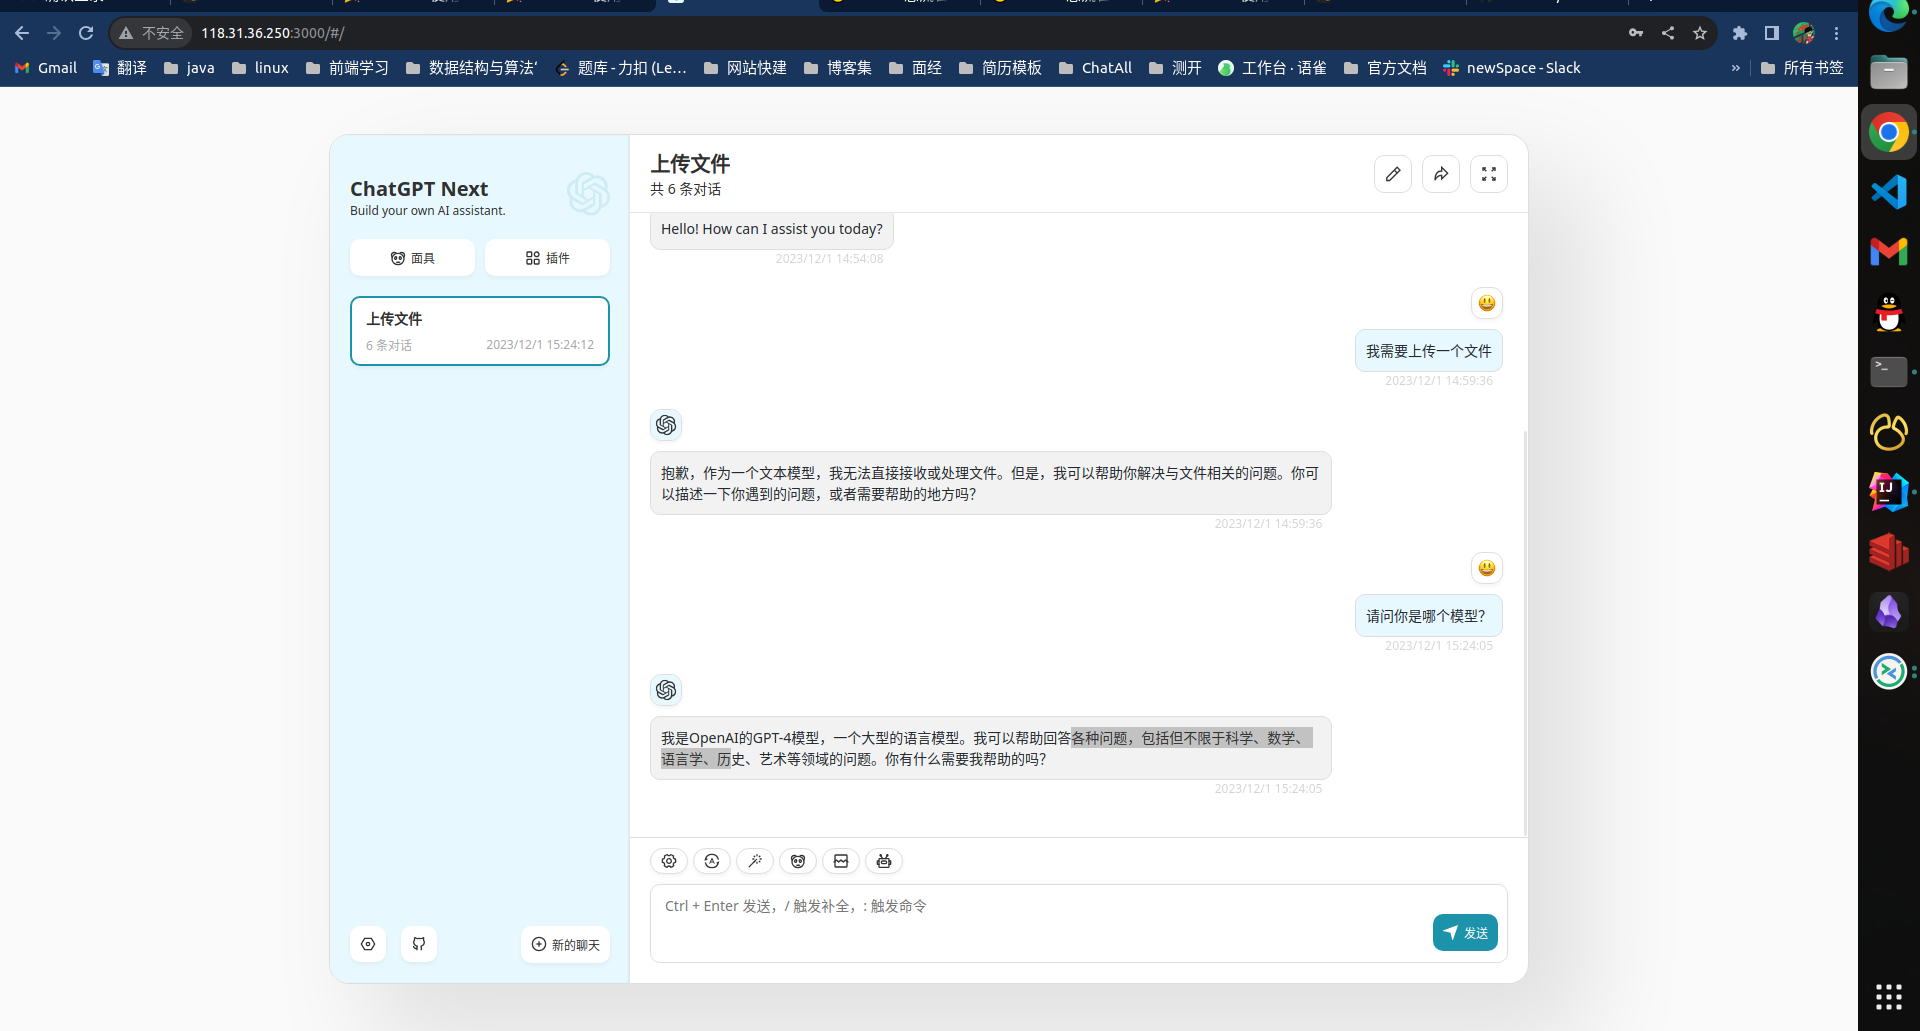 不安全
118.31.36.250:3000/#/
Gmail
翻译
java
linux
前端学习
数据结构与算法
题库 - 力扣 (Le...
网站快建
博客集
面经
简历模板
ChatAll
测开
工作台 · 语雀
官方文档
newSpace - Slack
»
所有书签
ChatGPT Next
Build your own AI assistant.
面具
插件
上传文件
6 条对话
2023/12/1 15:24:12
新的聊天
上传文件
共 6 条对话
Hello! How can I assist you today?
2023/12/1 14:54:08
我需要上传一个文件
2023/12/1 14:59:36
抱歉，作为一个文本模型，我无法直接接收或处理文件。但是，我可以帮助你解决与文件相关的问题。你可
以描述一下你遇到的问题，或者需要帮助的地方吗？
2023/12/1 14:59:36
请问你是哪个模型？
2023/12/1 15:24:05
我是OpenAI的GPT-4模型，一个大型的语言模型。我可以帮助回答各种问题，包括但不限于科学、数学、
语言学、历史、艺术等领域的问题。你有什么需要我帮助的吗？
2023/12/1 15:24:05
Ctrl + Enter 发送，/ 触发补全，: 触发命令
发送